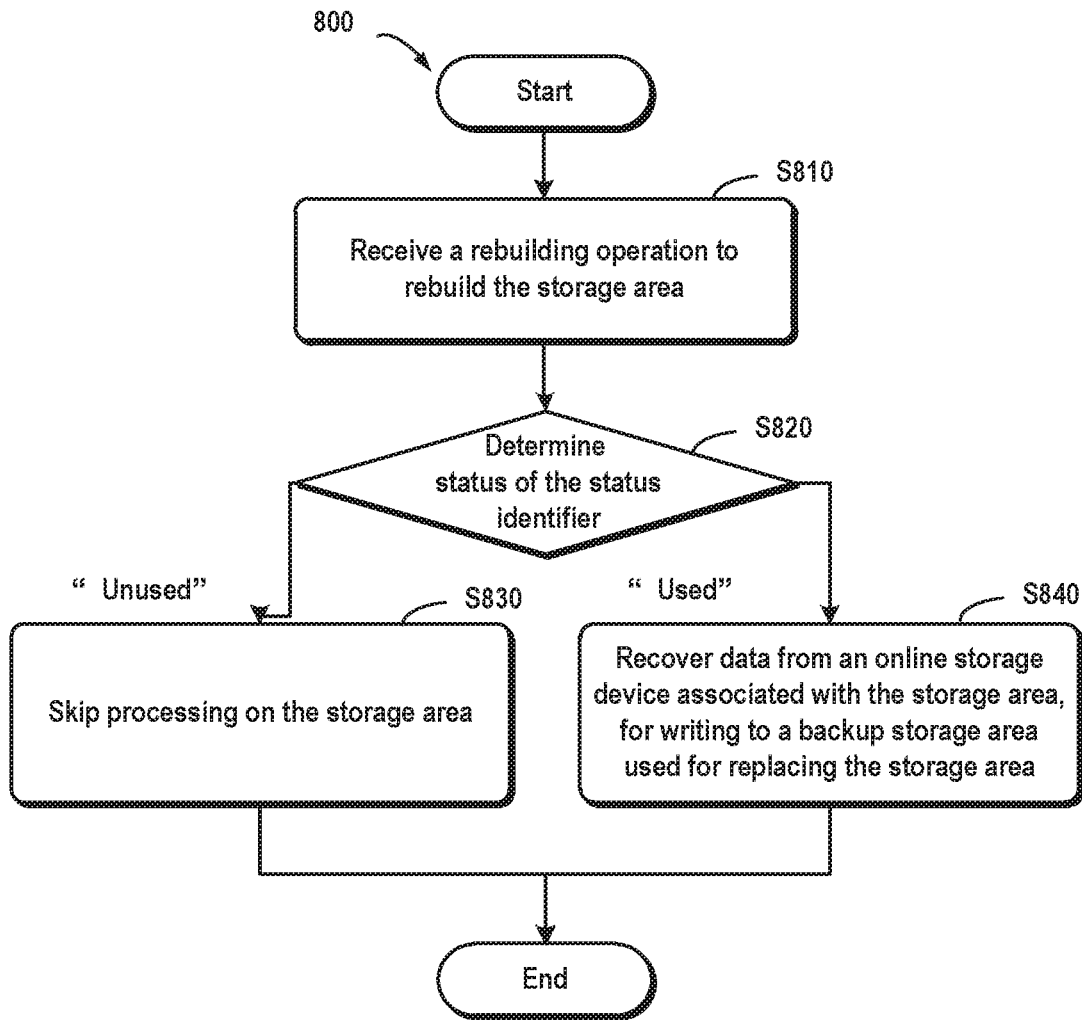 800
Start
S810
Receive a rebuilding operation to
rebuild the storage area
S820
Determine
status of the status
identifier
“ Unused”
“ Used”
S830
S840
Skip processing on the storage area
Recover data from an online storage
device associated with the storage area,
for writing to a backup storage area
used for replacing the storage area
End